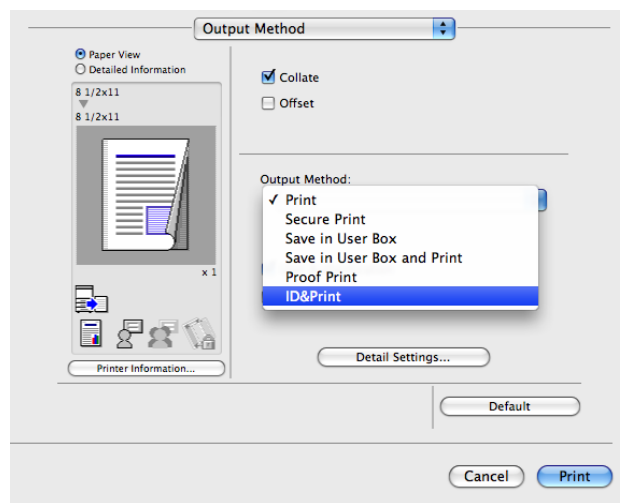 Output Method
Paper View
Detailed Information
8 1/2x11
8 1/2x11
x 1
Printer Information...
Collate
Offset
Output Method:
Print
Secure Print
Save in User Box
Save in User Box and Print
Proof Print
ID&Print
Detail Settings...
Default
Cancel
Print